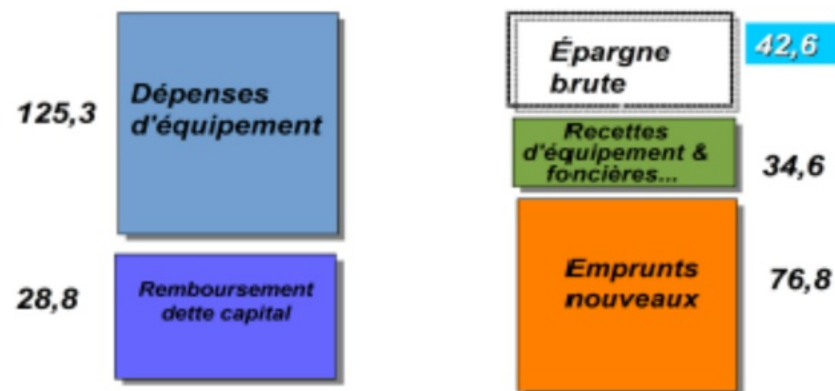 125,3
Dépenses
d'équipement
28,8
Remboursement
dette capital
Épargne
brute
42,6
Recettes
d'équipement &
foncières...
34,6
Emprunts
nouveaux
76,8